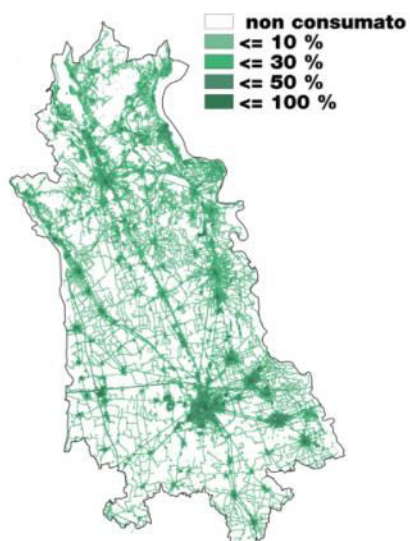 non consumato
<= 10 %
<= 30 %
<= 50 %
<= 100 %